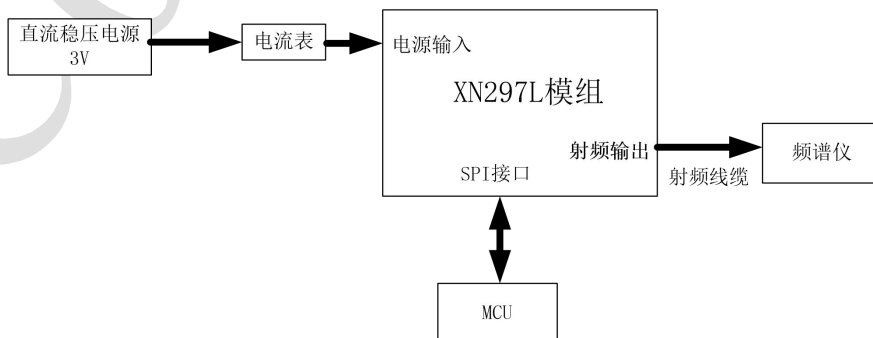 直流稳压电源
3V
电流表
电源输入
XN297L模组
射频输出
射频线缆
频谱仪
SPI接口
MCU